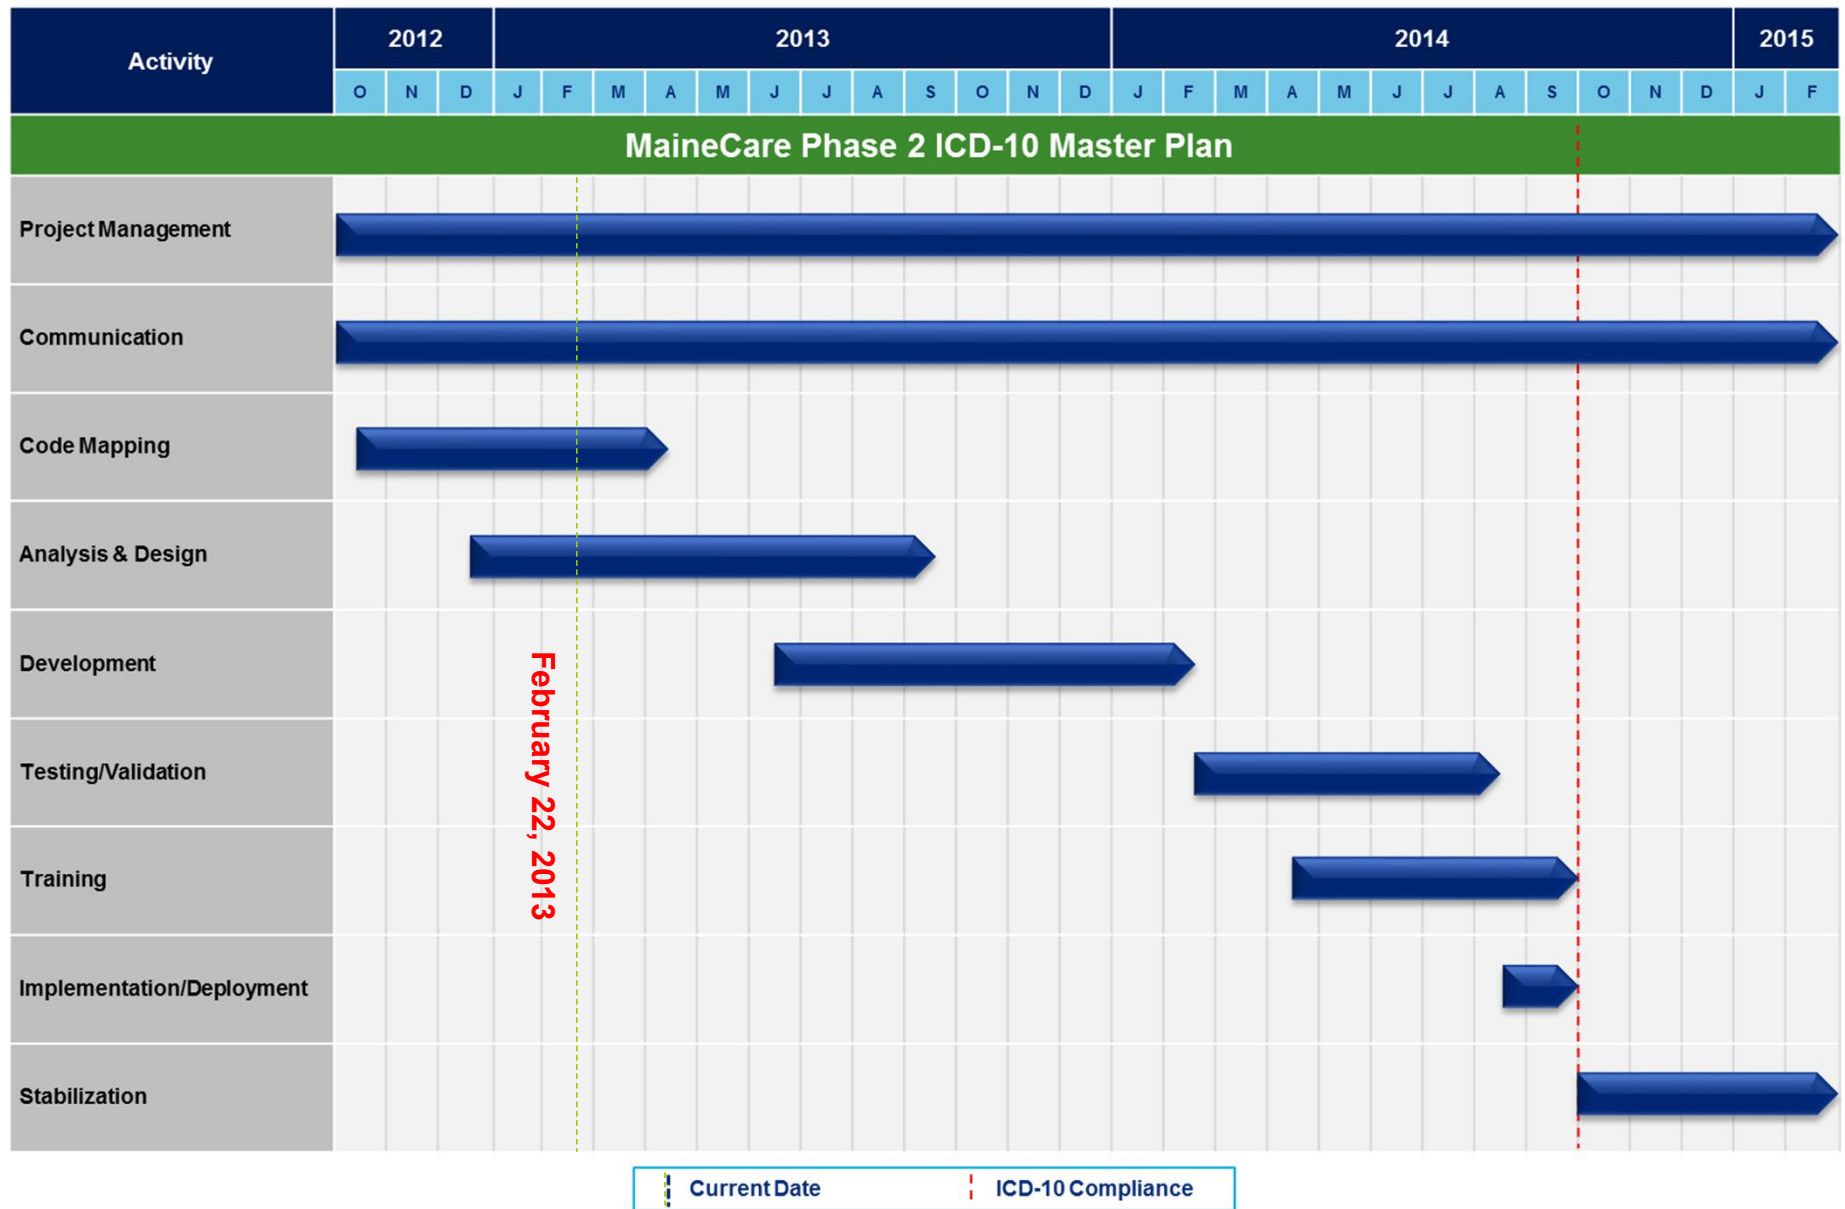 Activity
2012 2013 2014 2015
O N D J F M A M J J A S O N D J F M A M J J A S O N D J F
MaineCare Phase 2 ICD-10 Master Plan
Project Management
Communication
Code Mapping
Analysis & Design
Development
Testing/Validation
Training
Implementation/Deployment
Stabilization
February 22, 2013
Current Date ICD-10 Compliance